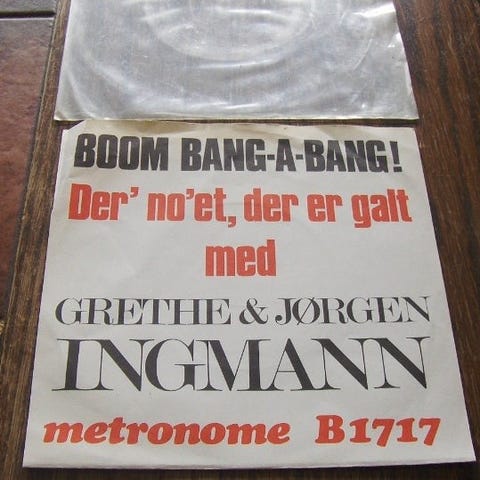 BOOM BANG-A-BANG!
Der' no'et, der er galt
med
GRETHE & JØRGEN
INGMANN
metronome B1717